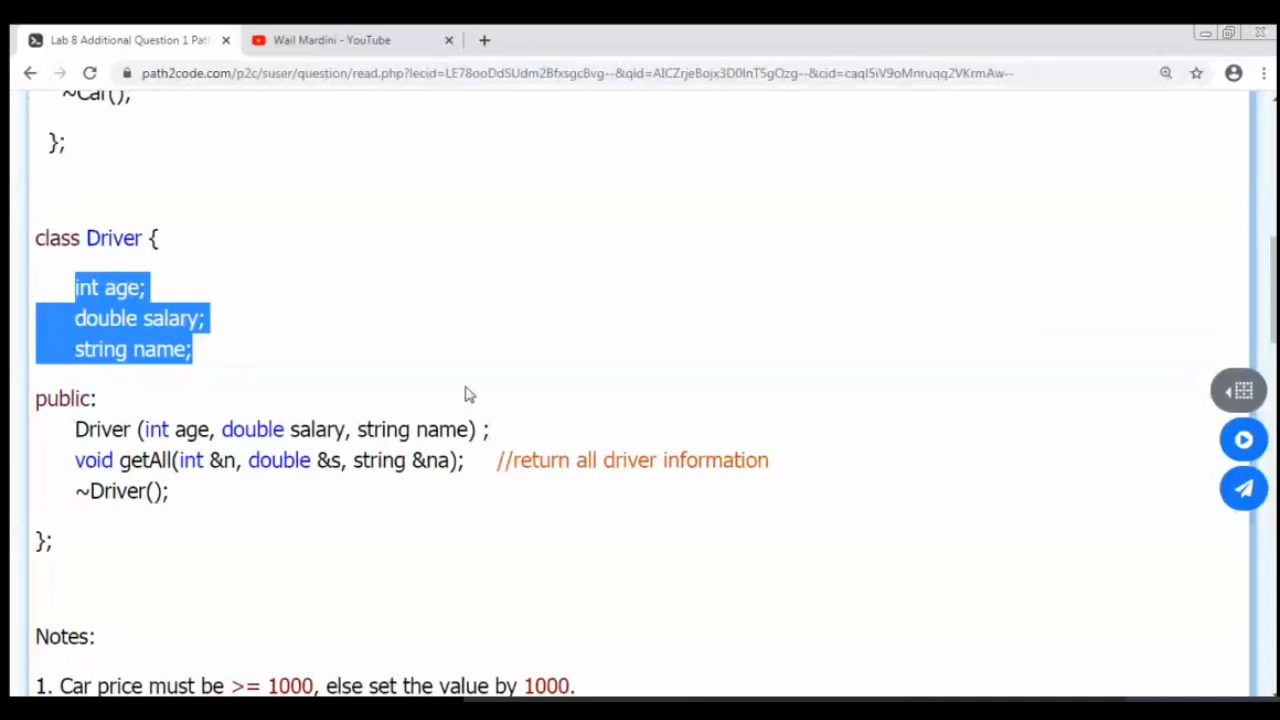 Lab 8 Additional Question 1 Pat
Wail Mardini - YouTube
path2code.com/p2c/suser/question/read.php?lecid=LE78ooDdSUdm2BfxsgcBvg--&qid=AICZrjeBojx3D0lnT5gOzg--&cid=caql5iV9oMnruqq2VKrmAw--
~Car();
};
class Driver {
int age;
double salary;
string name;
public:
Driver (int age, double salary, string name) ;
void getAll(int &n, double &s, string &na); //return all driver information
~Driver();
};
Notes:
1. Car price must be >= 1000, else set the value by 1000.